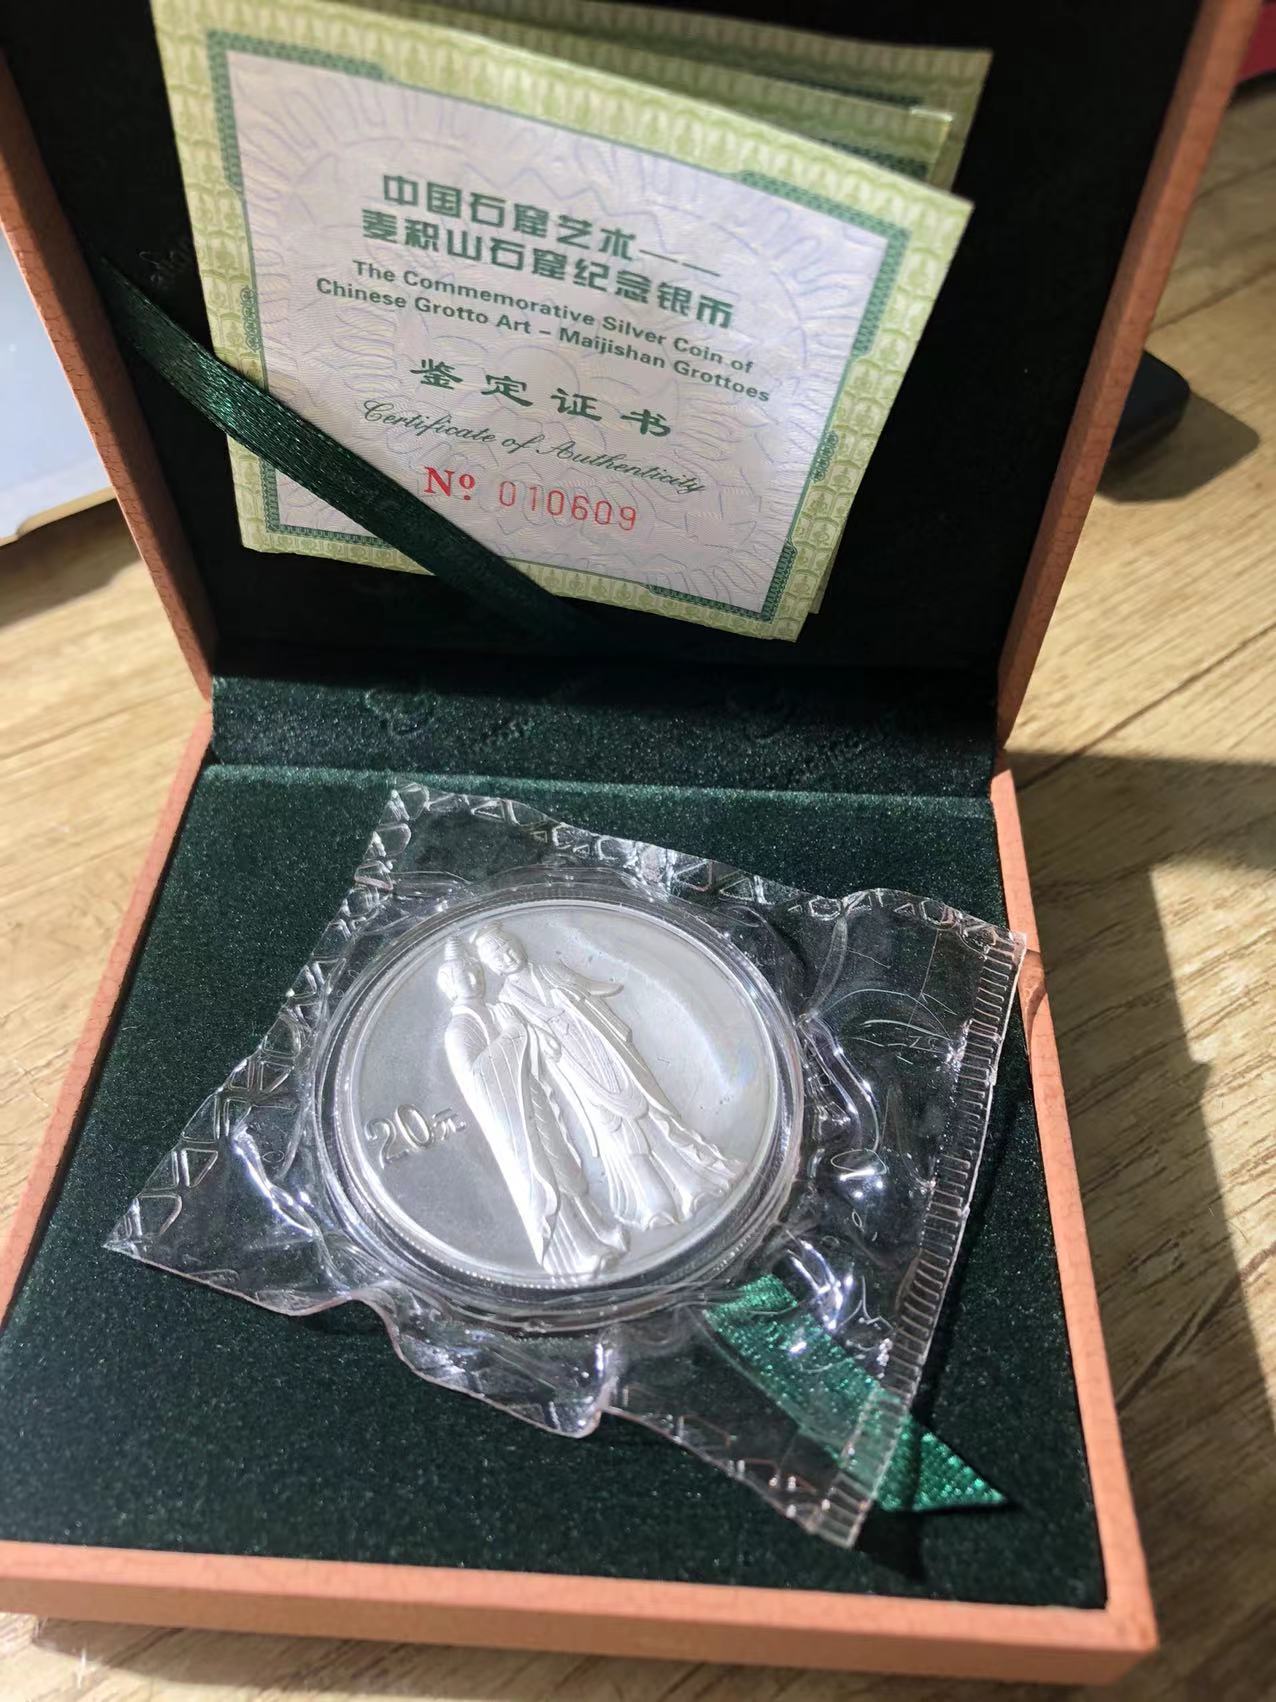 中国石窟艺术——
麦积山石窟纪念银币
The Commemorative Silver Coin of
Chinese Grotto Art – Maijishan Grottoes
鉴定证书
Certificate of Authenticity
Nº 010609
20元